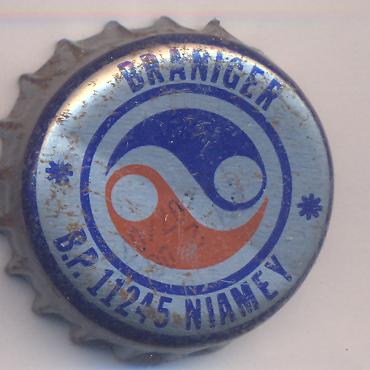 BRANIGER
* B.P. 11245 NIAMEY *